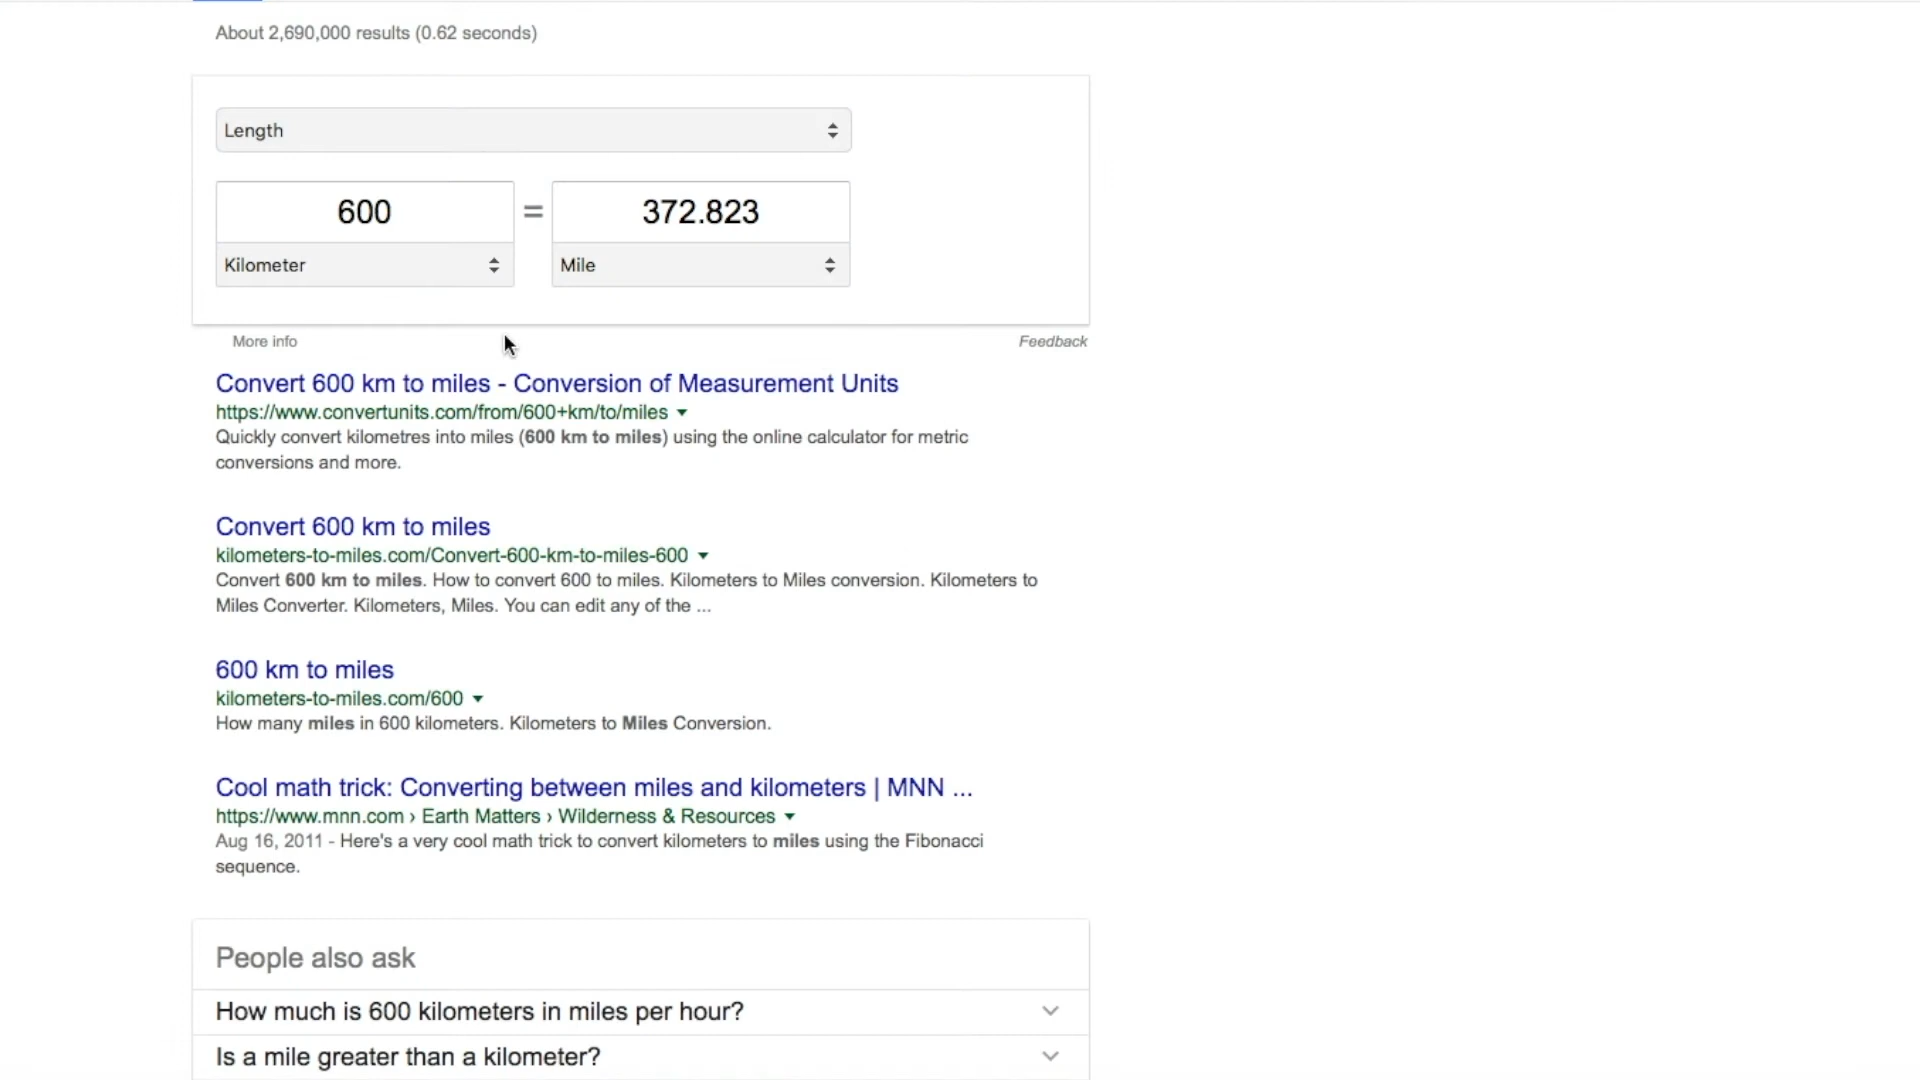 About 2,690,000 results (0.62 seconds)
Length
600 = 372.823
Kilometer Mile
More info Feedback
Convert 600 km to miles - Conversion of Measurement Units
https://www.convertunits.com/from/600+km/to/miles
Quickly convert kilometres into miles (600 km to miles) using the online calculator for metric
conversions and more.
Convert 600 km to miles
kilometers-to-miles.com/Convert-600-km-to-miles-600
Convert 600 km to miles. How to convert 600 to miles. Kilometers to Miles conversion. Kilometers to
Miles Converter. Kilometers, Miles. You can edit any of the ...
600 km to miles
kilometers-to-miles.com/600
How many miles in 600 kilometers. Kilometers to Miles Conversion.
Cool math trick: Converting between miles and kilometers | MNN ...
https://www.mnn.com › Earth Matters › Wilderness & Resources
Aug 16, 2011 - Here's a very cool math trick to convert kilometers to miles using the Fibonacci
sequence.
People also ask
How much is 600 kilometers in miles per hour?
Is a mile greater than a kilometer?